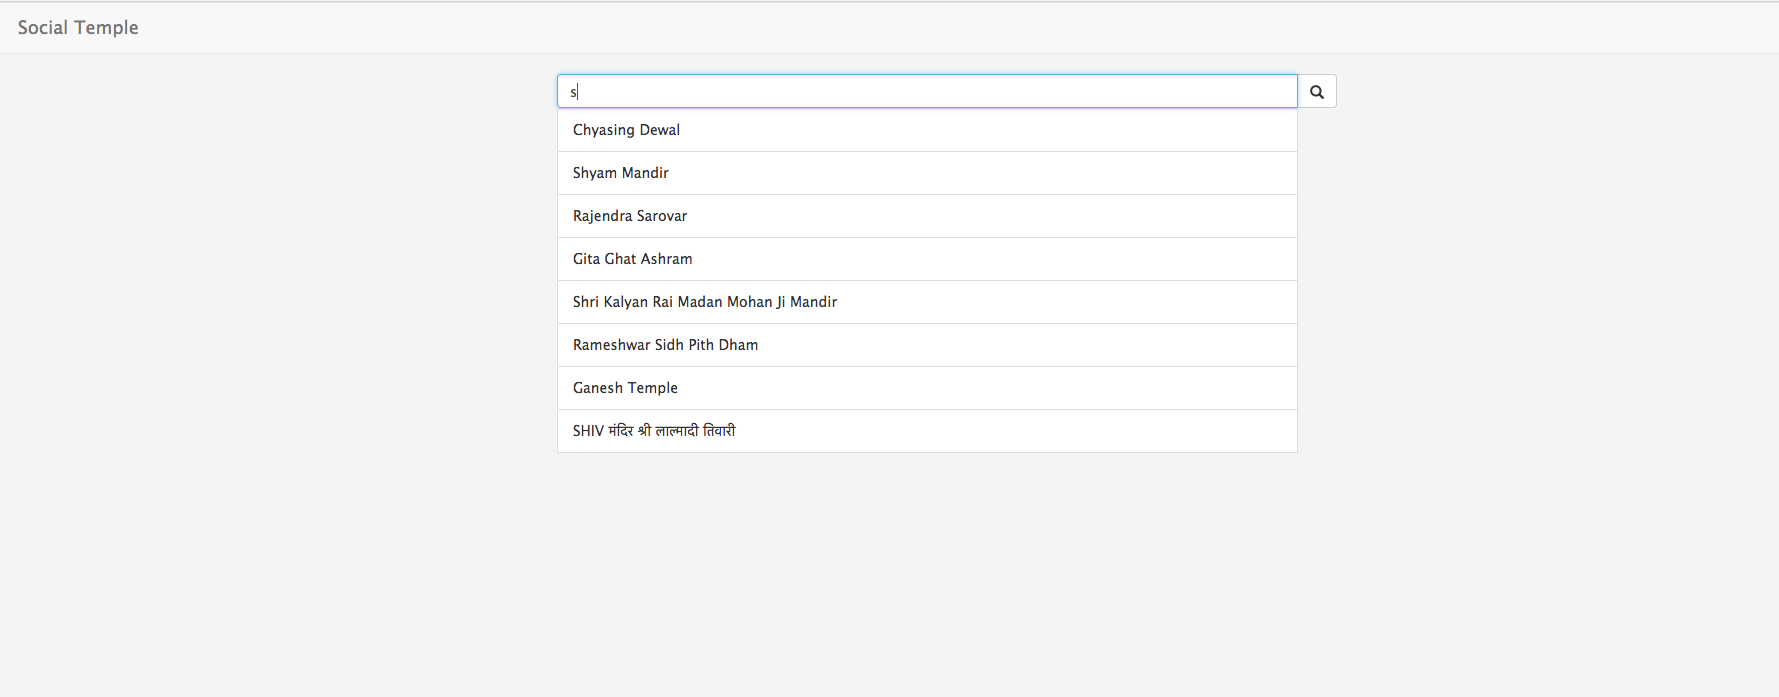 Social Temple
s
Chyasing Dewal
Shyam Mandir
Rajendra Sarovar
Gita Ghat Ashram
Shri Kalyan Rai Madan Mohan Ji Mandir
Rameshwar Sidh Pith Dham
Ganesh Temple
SHIV मंदिर श्री लाल्मादी तिवारी